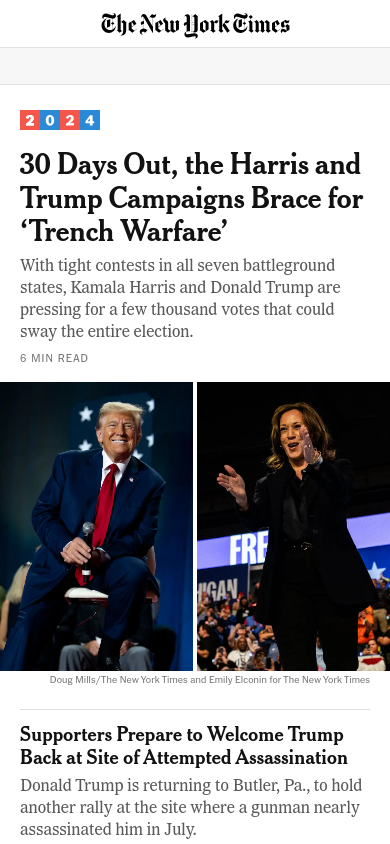 The New York Times
2024
30 Days Out, the Harris and
Trump Campaigns Brace for
‘Trench Warfare’
With tight contests in all seven battleground
states, Kamala Harris and Donald Trump are
pressing for a few thousand votes that could
sway the entire election.
6 MIN READ
FRE
IGAN
Doug Mills/The New York Times and Emily Elconin for The New York Times
Supporters Prepare to Welcome Trump
Back at Site of Attempted Assassination
Donald Trump is returning to Butler, Pa., to hold
another rally at the site where a gunman nearly
assassinated him in July.